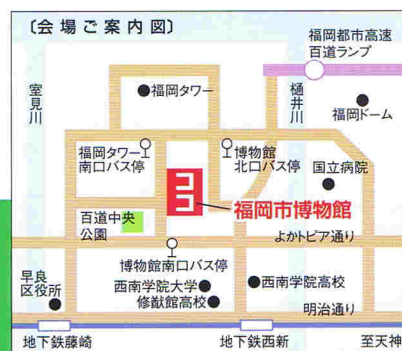 〔会場ご案内図〕
福岡都市高速
百道ランプ
室見川
樋井川
福岡タワー
福岡ドーム
福岡タワー
南口バス停
博物館
北口バス停
国立病院
福岡市博物館
百道中央
公園
よかトピア通り
博物館南口バス停
早良
区役所
西南学院大学
修猷館高校
西南学院高校
明治通り
地下鉄藤崎
地下鉄西新
至天神